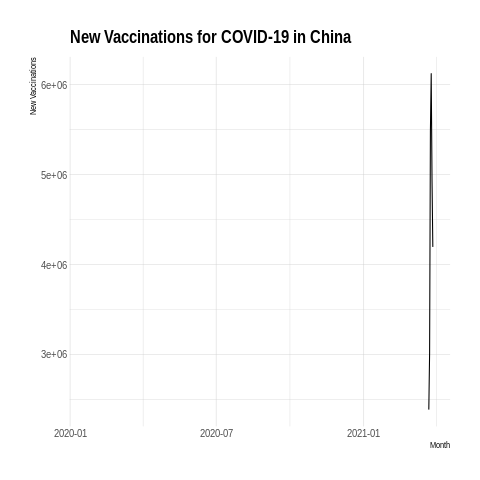 New Vaccinations for COVID-19 in China
New Vaccinations
6e+06
5e+06
4e+06
3e+06
2020-01 2020-07 2021-01
Month